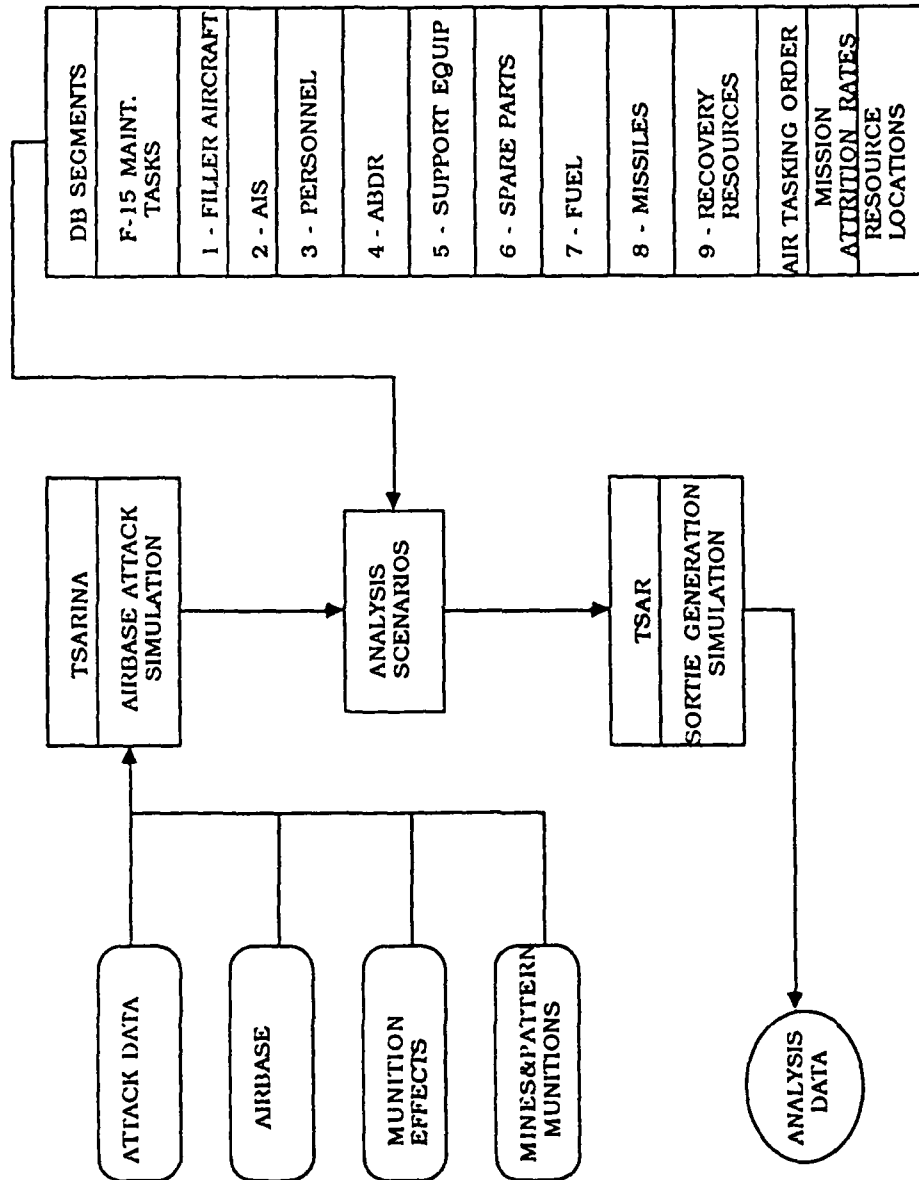 ATTACK DATA
AIRBASE
MUNITION
EFFECTS
MINES&PATTERN
MUNITIONS
TSARINA
AIRBASE ATTACK
SIMULATION
ANALYSIS
SCENARIOS
TSAR
SORTIE GENERATION
SIMULATION
ANALYSIS
DATA
DB SEGMENTS
F-15 MAINT.
TASKS
1 - FILLER AIRCRAFT
2 - AIS
3 - PERSONNEL
4 - ABDR
5 - SUPPORT EQUIP
6 - SPARE PARTS
7 - FUEL
8 - MISSILES
9 - RECOVERY
RESOURCES
AIR TASKING ORDER
MISSION
ATTRITION RATES
RESOURCE
LOCATIONS